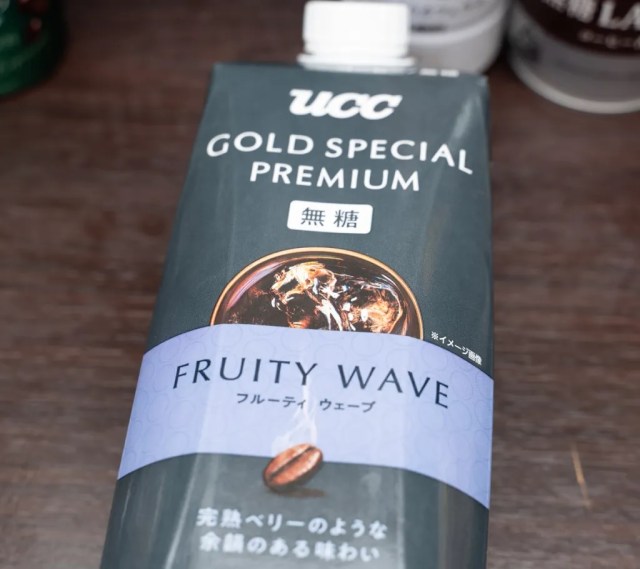 UCC
GOLD SPECIAL
PREMIUM
無糖
※イメージ画像
FRUITY WAVE
フルーティ ウェーブ
完熟ベリーのような
余韻のある味わい